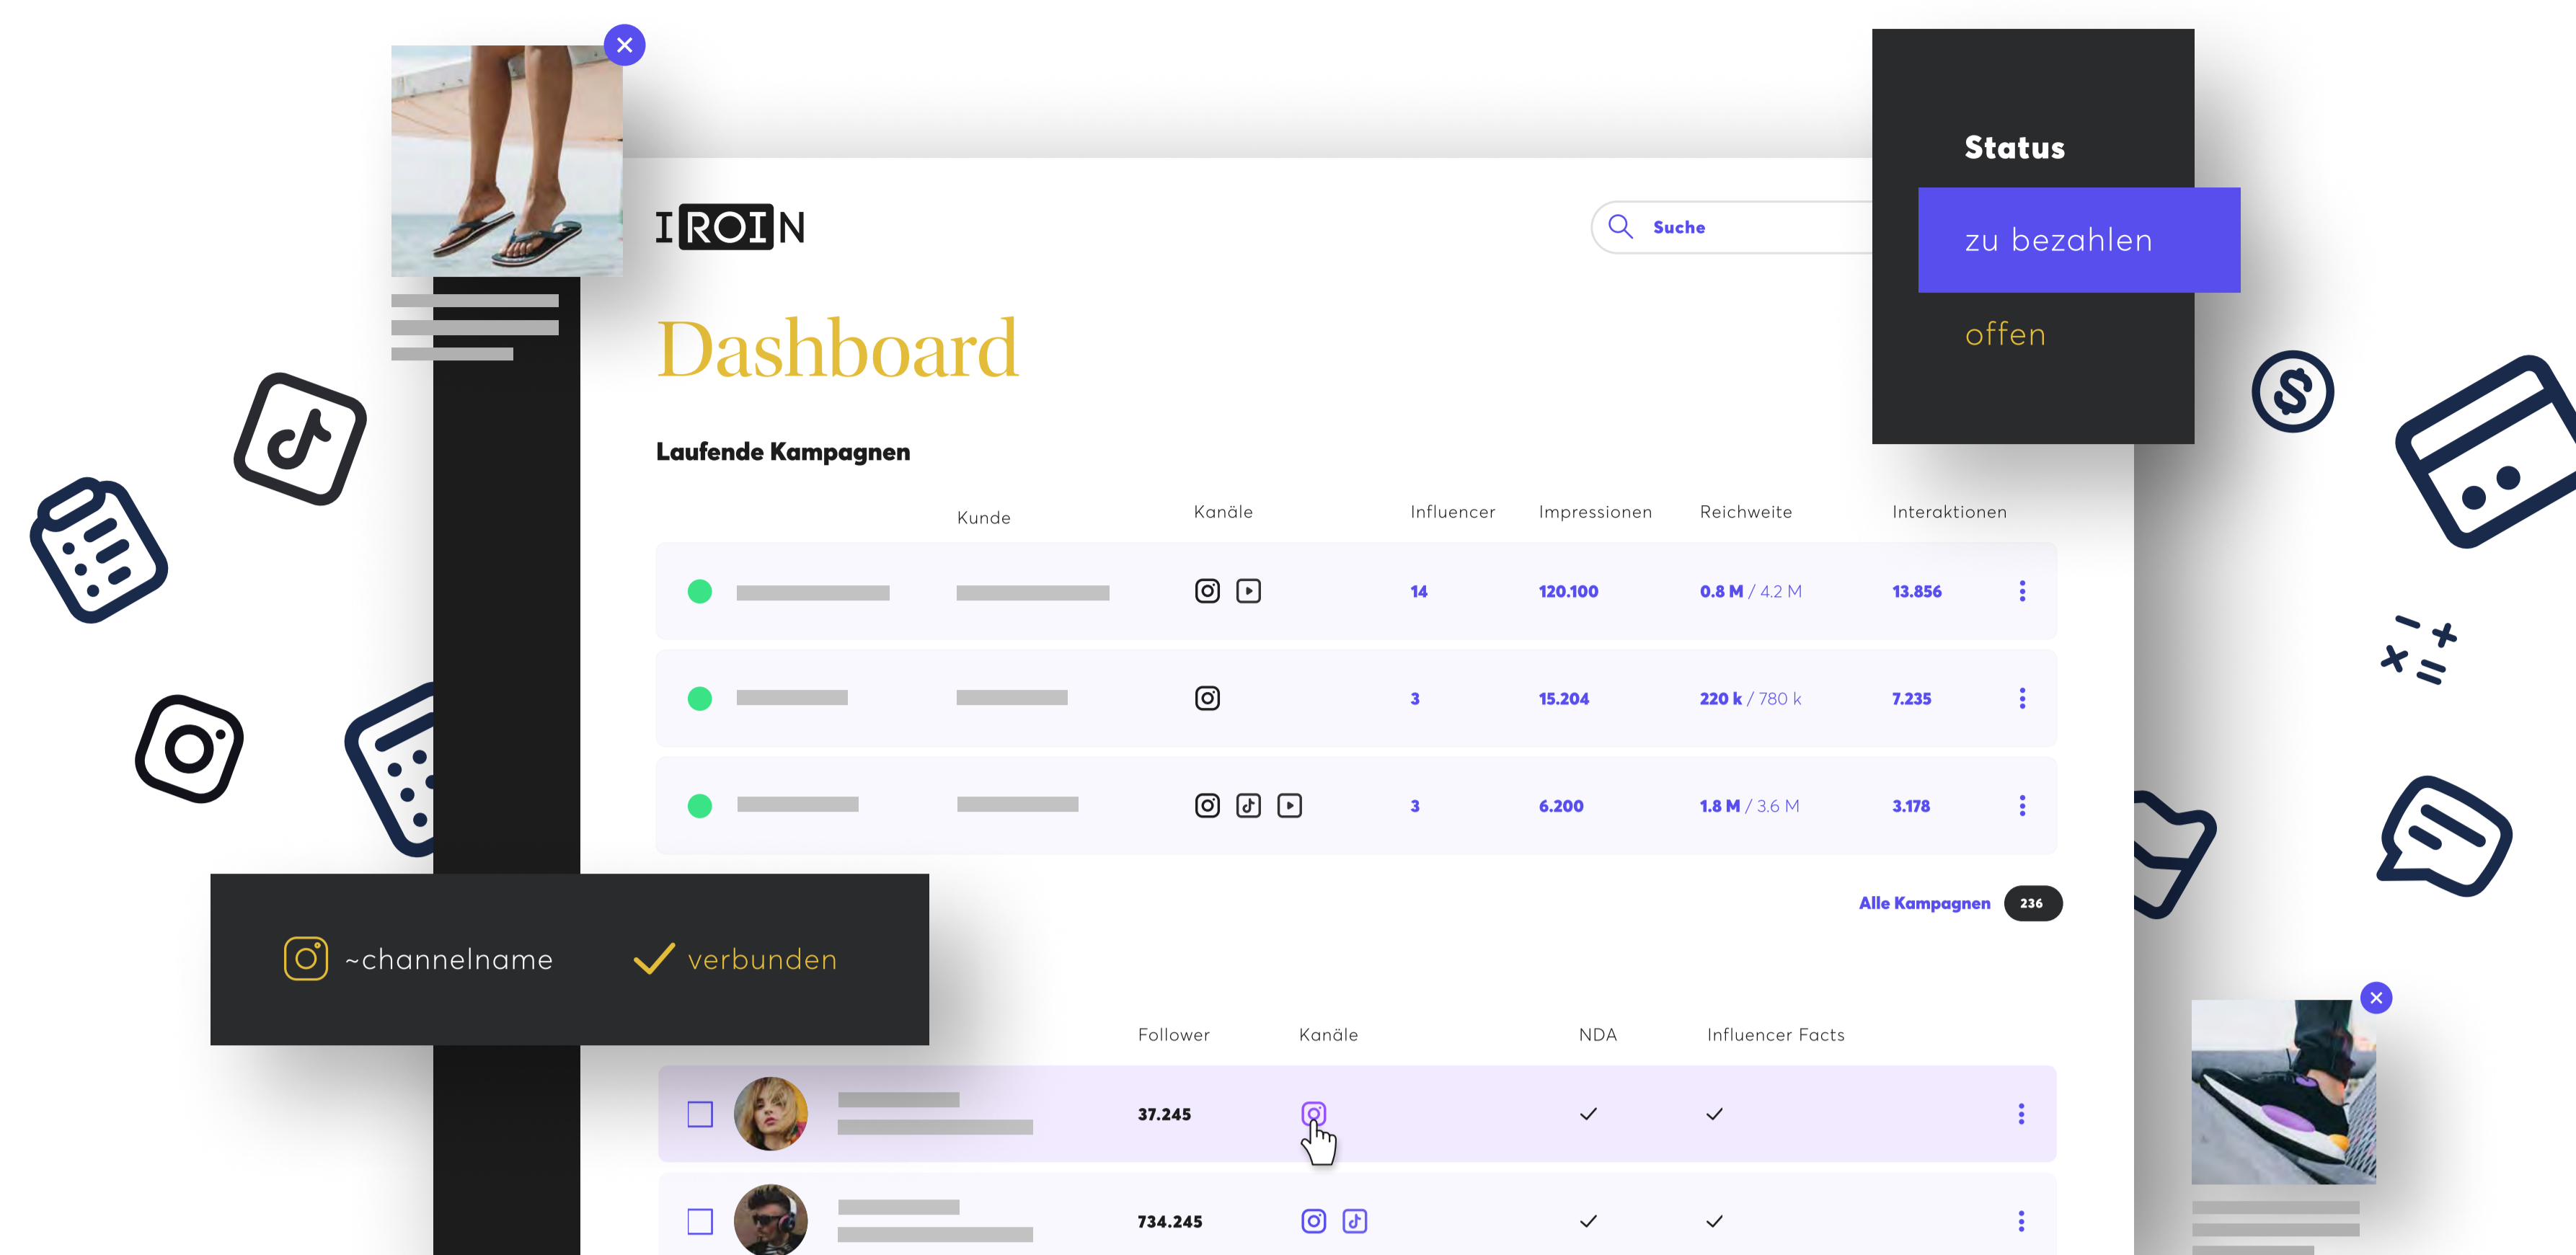 IROIN
Suche
Status
zu bezahlen
offen
Dashboard
Laufende Kampagnen
Kunde Kanäle Influencer Impressionen Reichweite Interaktionen
14 120.100 0.8 M / 4.2 M 13.856
3 15.204 220 k / 780 k 7.235
3 6.200 1.8 M / 3.6 M 3.178
Alle Kampagnen 236
~channelname verbunden
Follower Kanäle NDA Influencer Facts
37.245
734.245